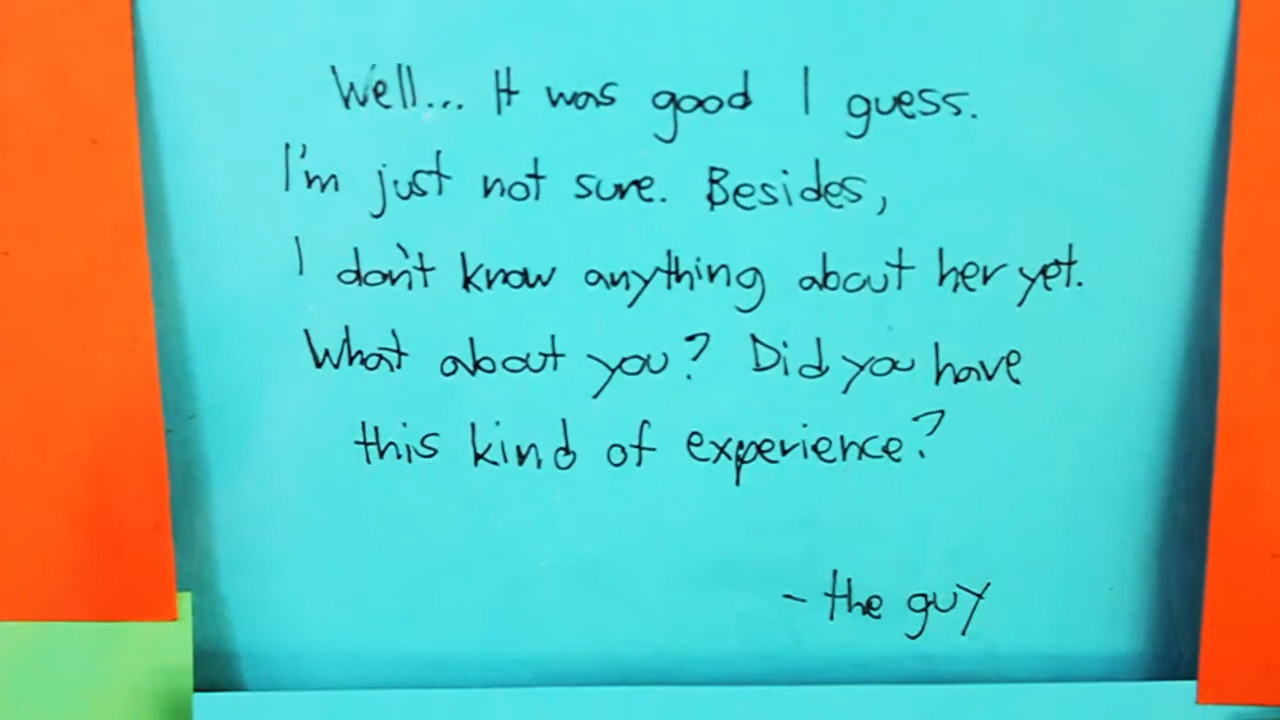 Well... It was good I guess.
I'm just not sure. Besides,
I don't know anything about her yet.
What about you? Did you have
this kind of experience?
- the guy